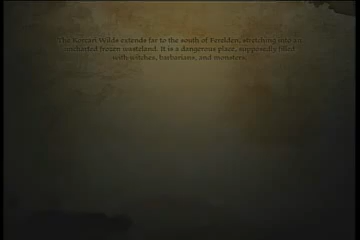 The Korcari Wilds extends far to the south of Ferelden, stretching into an
uncharted frozen wasteland. It is a dangerous place, supposedly filled
with witches, barbarians, and monsters.